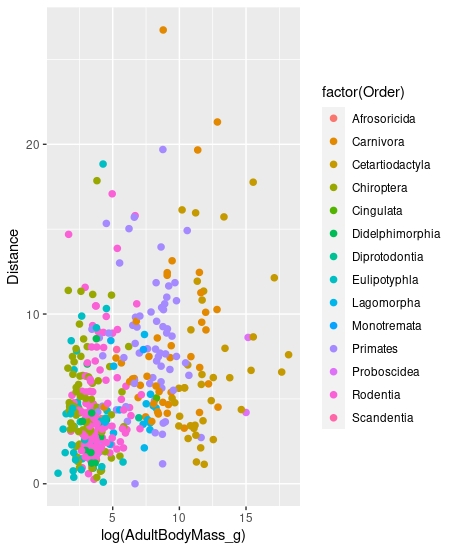 factor(Order)
Afrosoricida
Carnivora
Cetartiodactyla
Chiroptera
Cingulata
Didelphimorphia
Diprotodontia
Eulipotyphla
Lagomorpha
Monotremata
Primates
Proboscidea
Rodentia
Scandentia
Distance
20
10
0
5 10 15
log(AdultBodyMass_g)